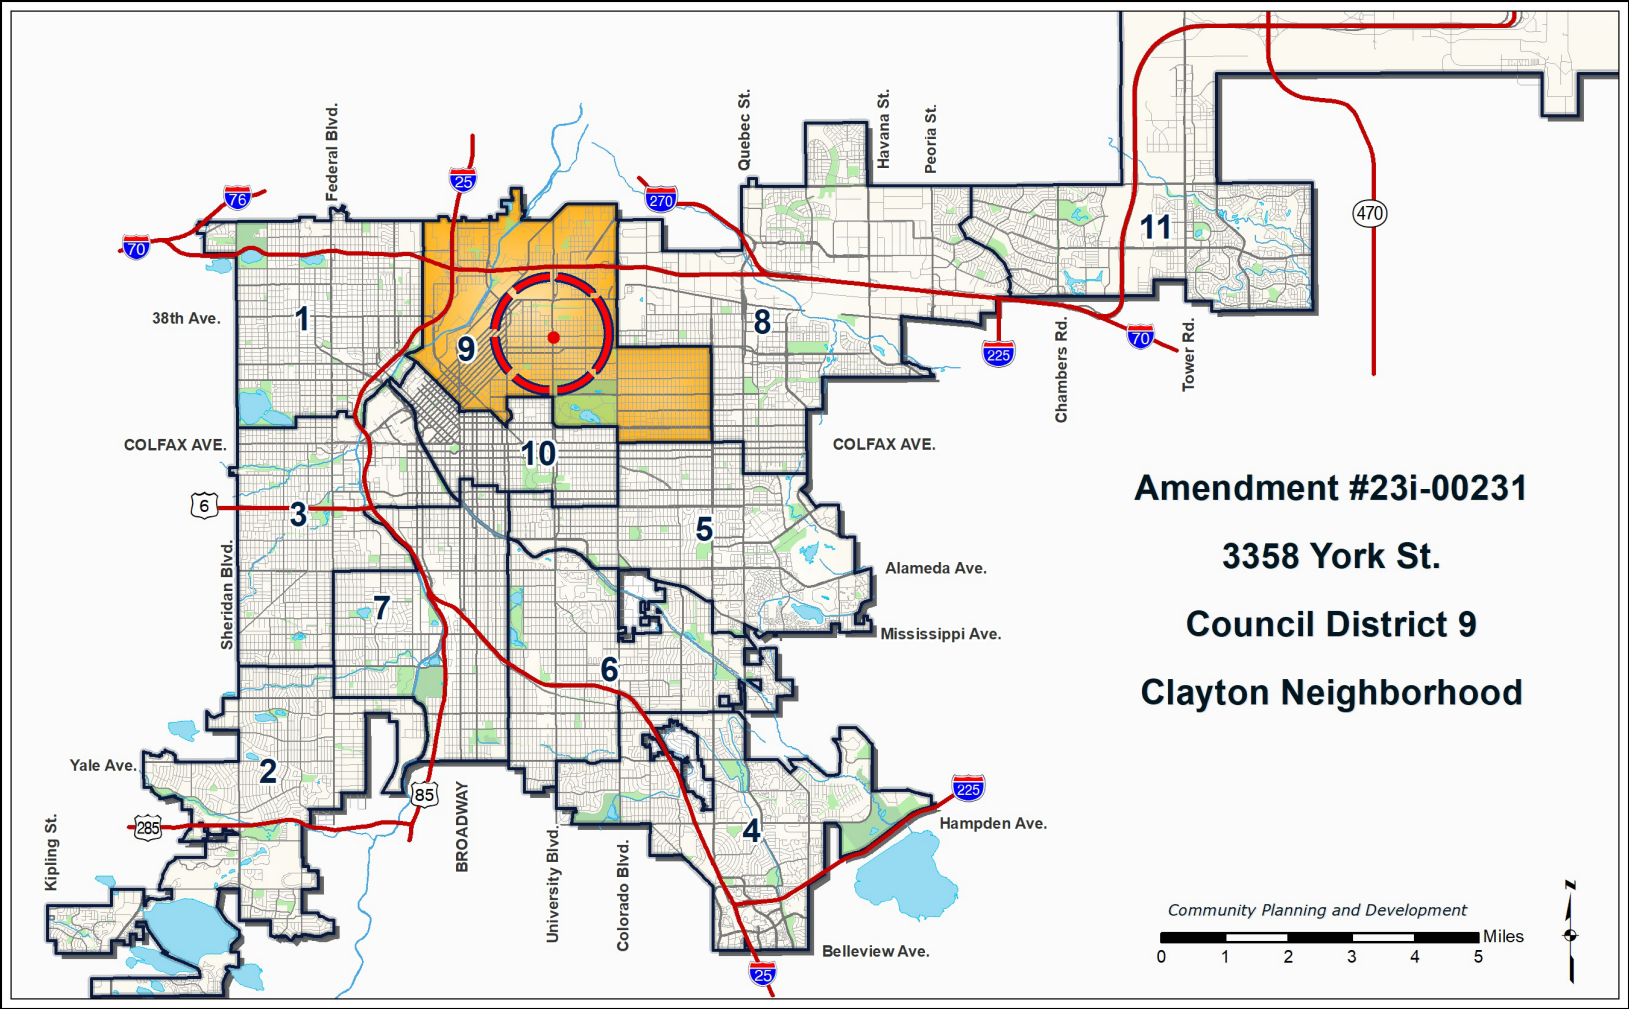 Federal Blvd.
Quebec St.
Havana St.
Peoria St.
76
25
270
70
470
11
38th Ave.
1
9
8
225
70
Chambers Rd.
Tower Rd.
COLFAX AVE.
10
COLFAX AVE.
Amendment #23i-00231
6
3
5
3358 York St.
Sheridan Blvd.
Alameda Ave.
7
Council District 9
Mississippi Ave.
6
Clayton Neighborhood
Yale Ave.
2
85
BROADWAY
225
285
4
Hampden Ave.
Kipling St.
University Blvd.
Colorado Blvd.
Community Planning and Development
Miles
0 1 2 3 4 5
Belleview Ave.
25
N